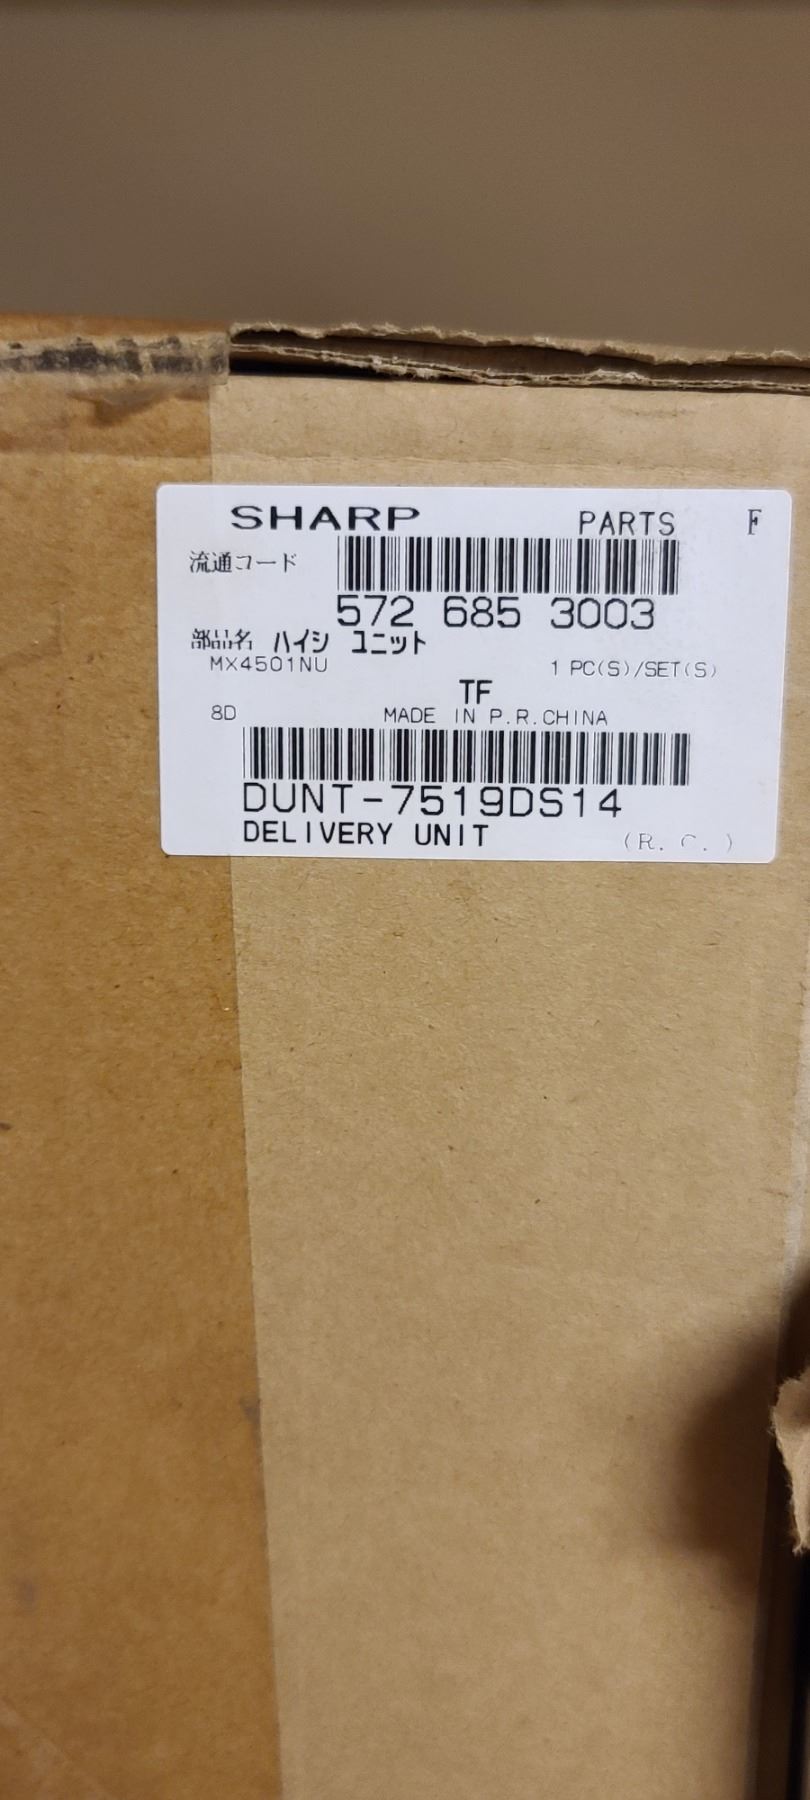 SHARP PARTS F
流通コード
572 685 3003
部品名 ハイシ ユニット
MX4501NU 1 PC(S)/SET(S)
TF
8D MADE IN P.R.CHINA
DUNT-7519DS14
DELIVERY UNIT (R. C. )